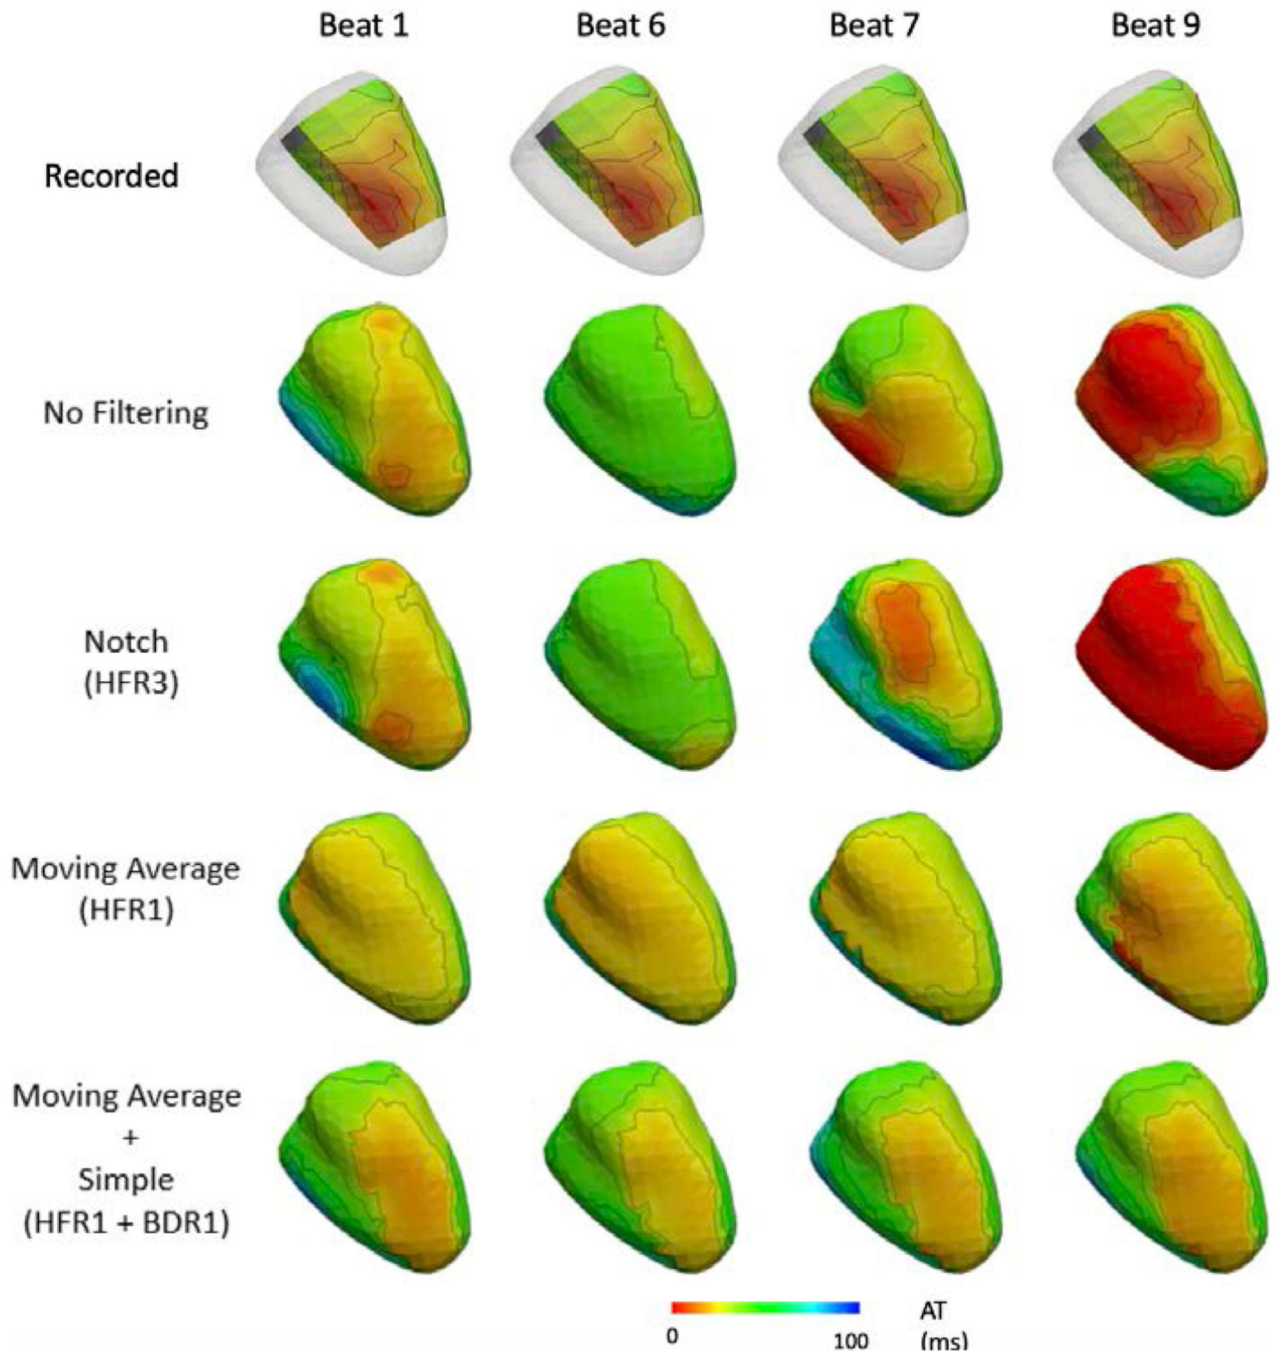 Beat 1
Beat 6
Beat 7
Beat 9
Recorded
No Filtering
Notch
(HFR3)
Moving Average
(HFR1)
Moving Average
+
Simple
(HFR1 + BDR1)
0
100
AT
(ms)